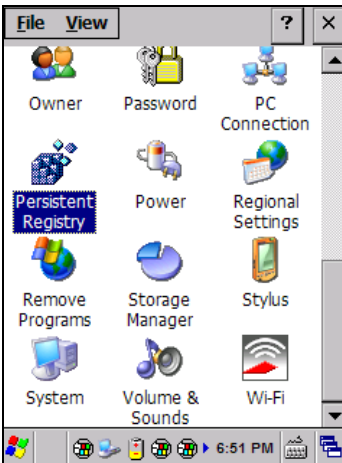 File View ? ×
Owner Password PC
Connection
Persistent Power Regional
Registry Settings
Remove Storage Stylus
Programs Manager
System Volume & Wi-Fi
Sounds
6:51 PM